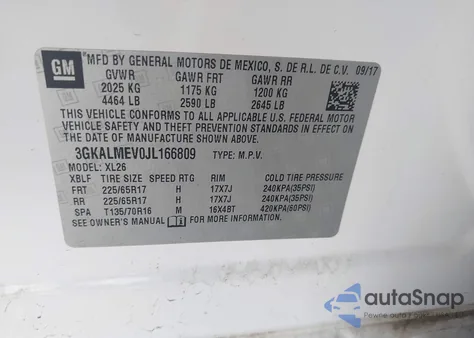 GM
MFD BY GENERAL MOTORS DE MEXICO, S. DE R.L. DE C.V. 09/17
GVWR GAWR FRT GAWR RR
2025 KG 1175 KG 1200 KG
4464 LB 2590 LB 2645 LB
THIS VEHICLE CONFORMS TO ALL APPLICABLE U.S. FEDERAL MOTOR
VEHICLE SAFETY, BUMPER, AND THEFT PREVENTION STANDARDS IN EFFECT ON
THE DATE OF MANUFACTURE SHOWN ABOVE.
3GKALMEV0JL166809 TYPE: M.P.V.
MODEL: XL26
XBLF TIRE SIZE SPEED RTG RIM COLD TIRE PRESSURE
FRT 225/65R17 H 17X7J 240KPA(35PSI)
RR 225/65R17 H 17X7J 240KPA(35PSI)
SPA T135/70R16 M 16X4BT 420KPA(60PSI)
SEE OWNER'S MANUAL FOR ADDITIONAL INFORMATION
autoSnap